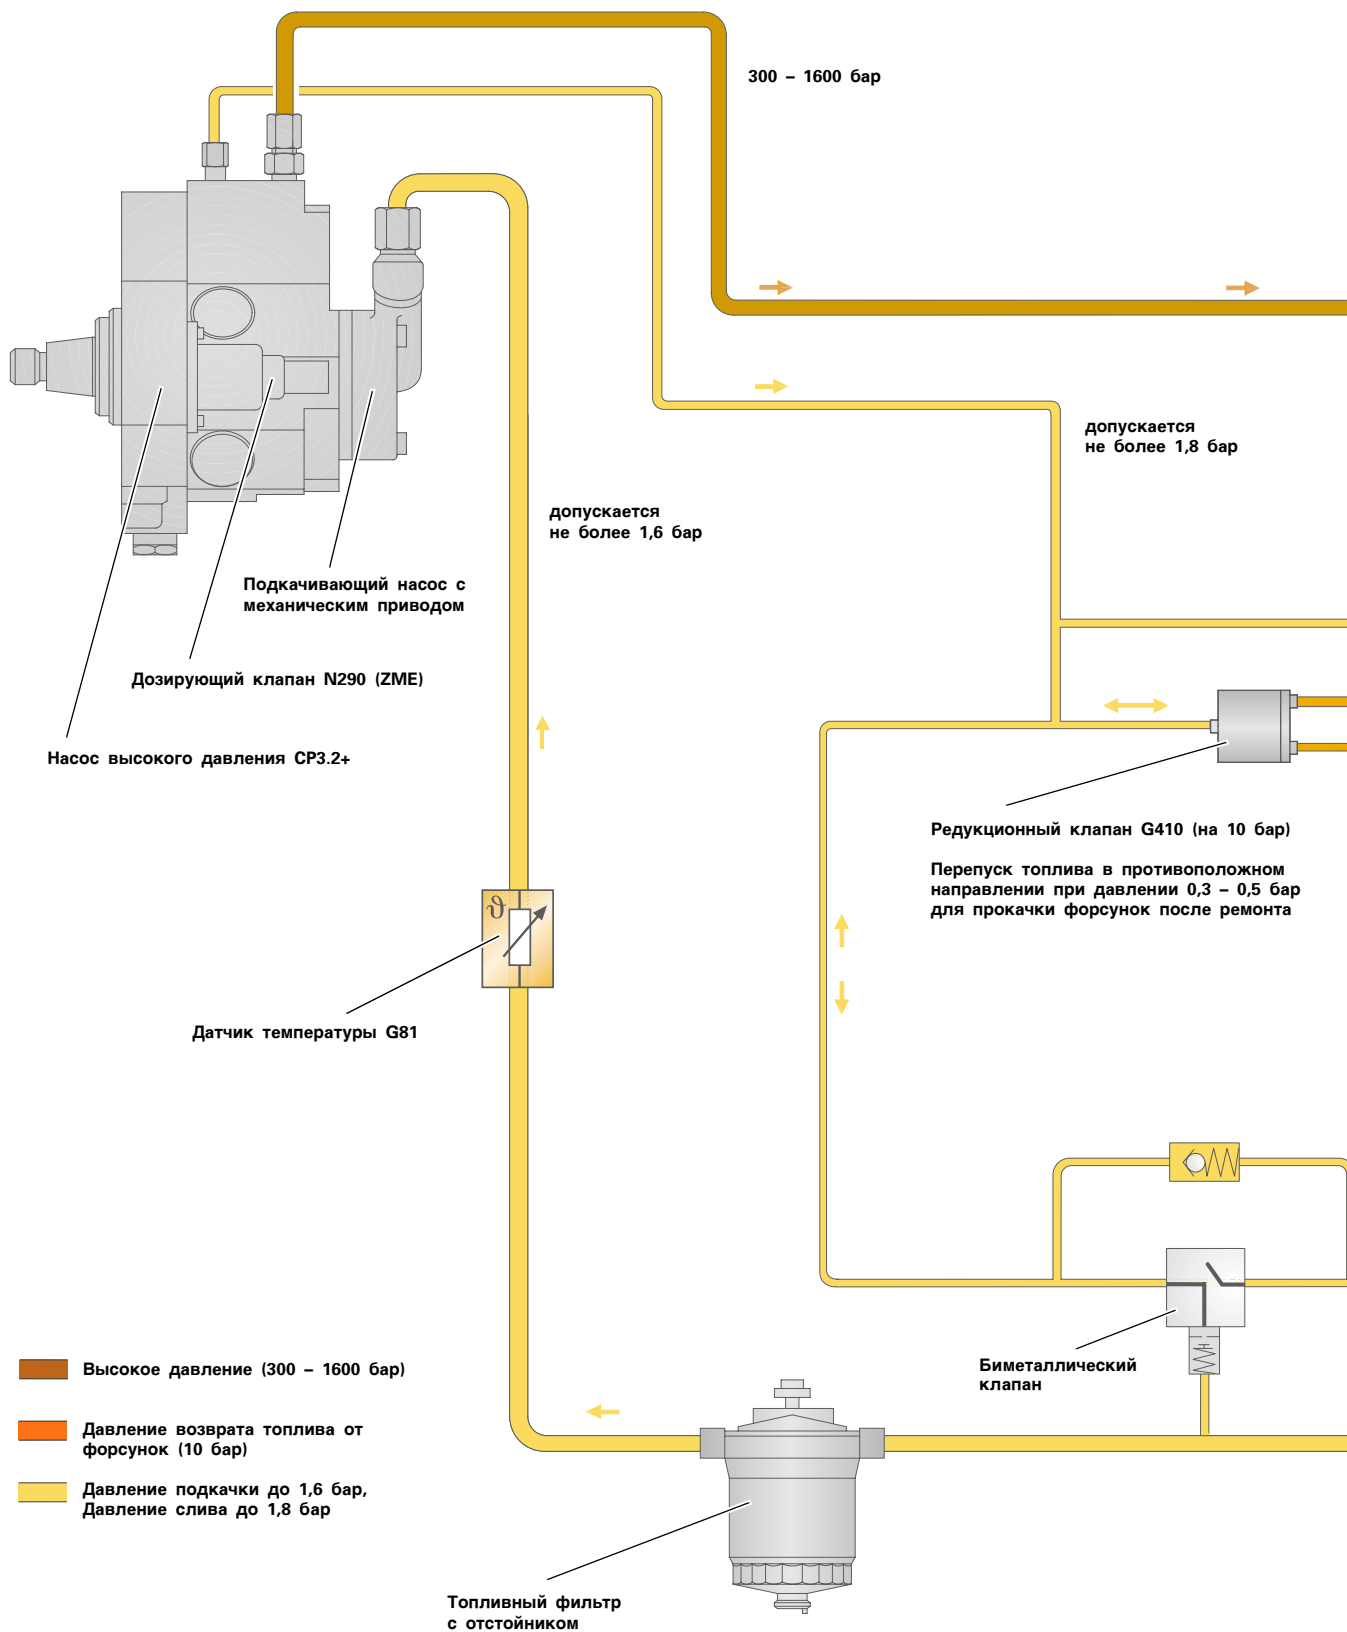 300 – 1600 бар
допускается
не более 1,8 бар
допускается
не более 1,6 бар
Подкачивающий насос с
механическим приводом
Дозирующий клапан N290 (ZME)
Насос высокого давления CP3.2+
Редукционный клапан G410 (на 10 бар)
Перепуск топлива в противоположном
направлении при давлении 0,3 – 0,5 бар
для прокачки форсунок после ремонта
ϑ
Датчик температуры G81
Биметаллический
клапан
Высокое давление (300 – 1600 бар)
Давление возврата топлива от
форсунок (10 бар)
Давление подкачки до 1,6 бар,
Давление слива до 1,8 бар
Топливный фильтр
с отстойником